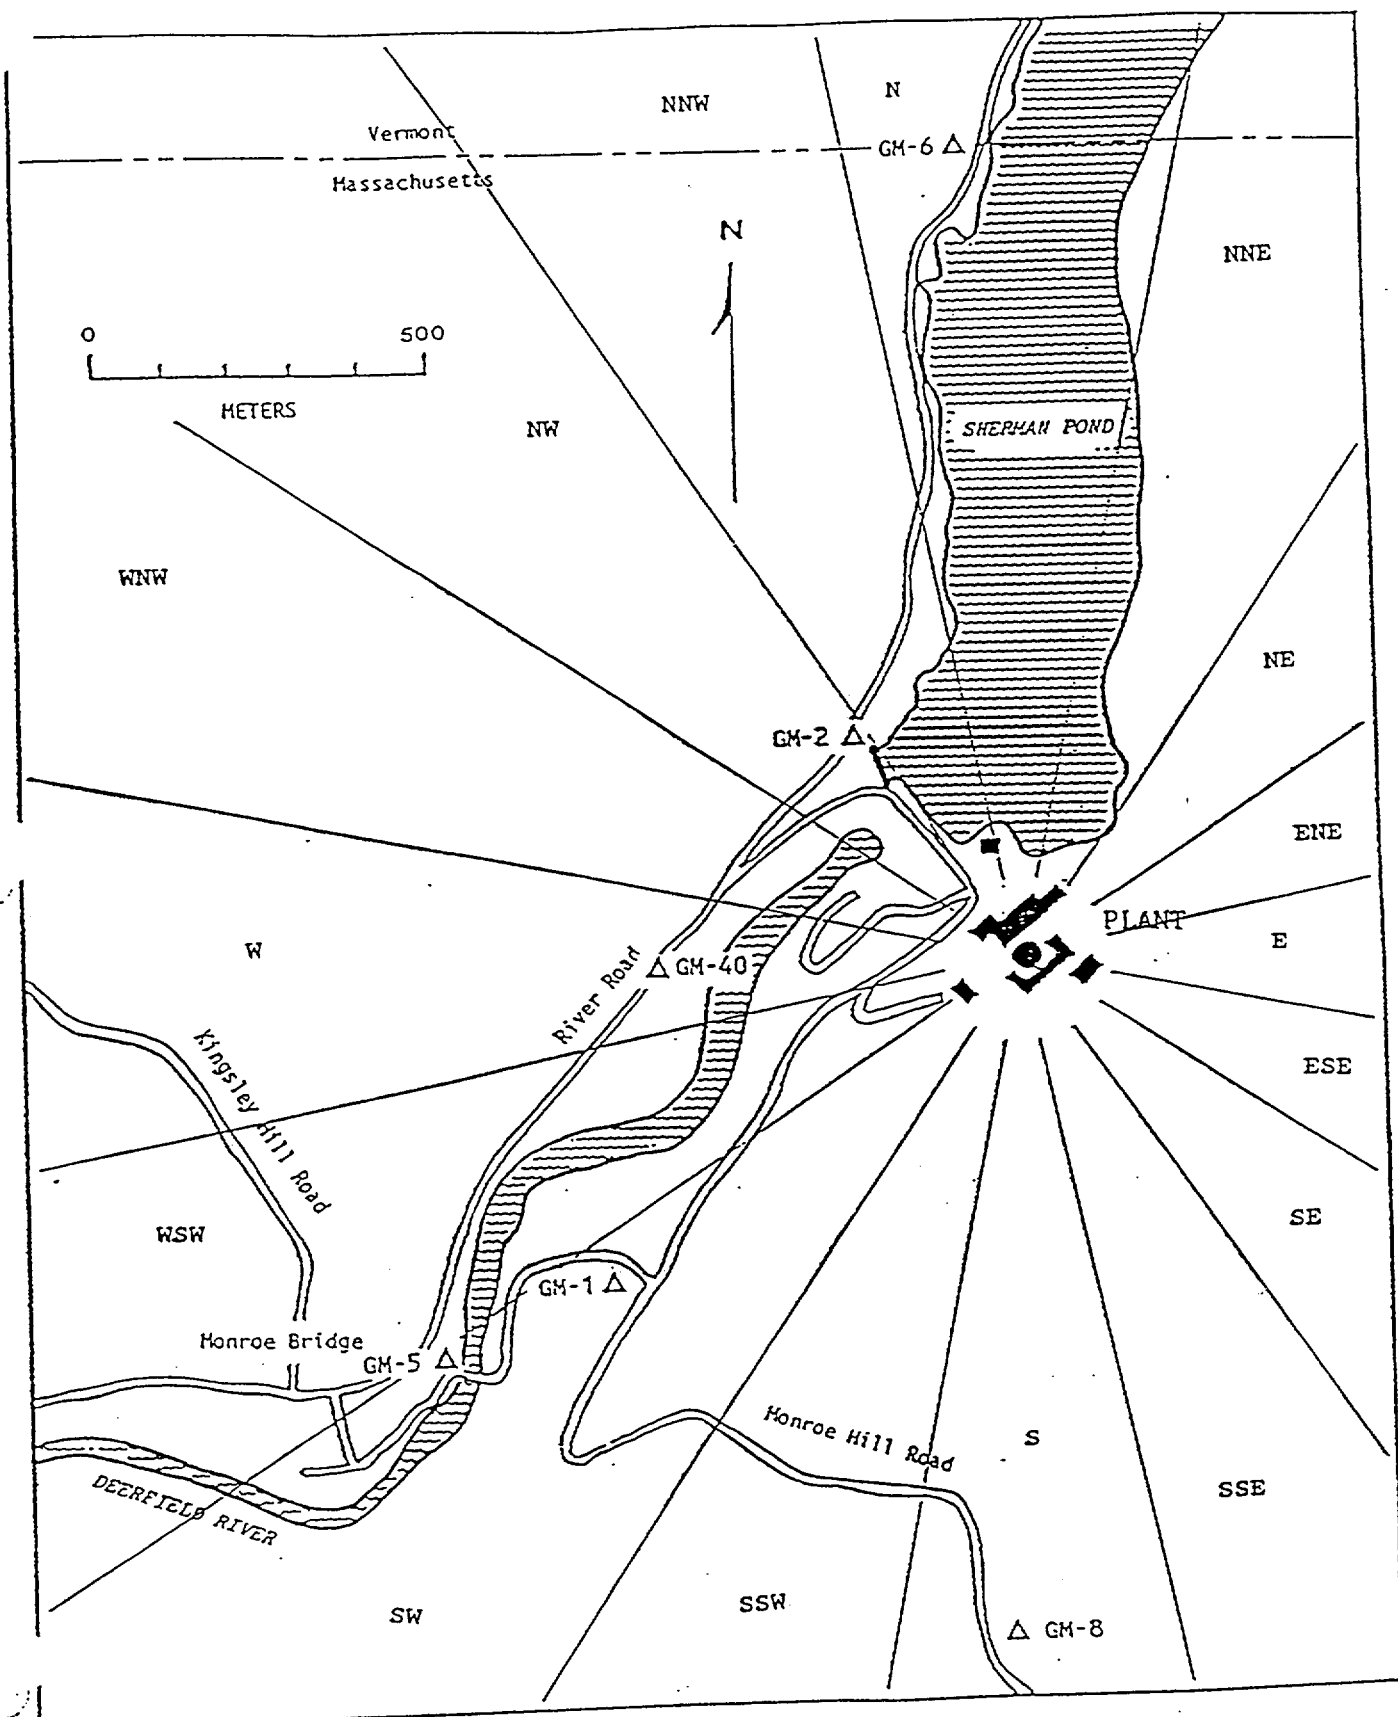 NNW
N
Vermont
GM-6
Massachusetts
N
NNE
0 500
METERS
NW
SHERMAN POND
WNW
NE
GM-2
ENE
PLANT
W
E
GM-40
River Road
Kingsley Hill Road
ESE
WSW
SE
GM-1
Monroe Bridge
GM-5
Monroe Hill Road
S
DEERFIELD RIVER
SSE
SW
SSW
GM-8